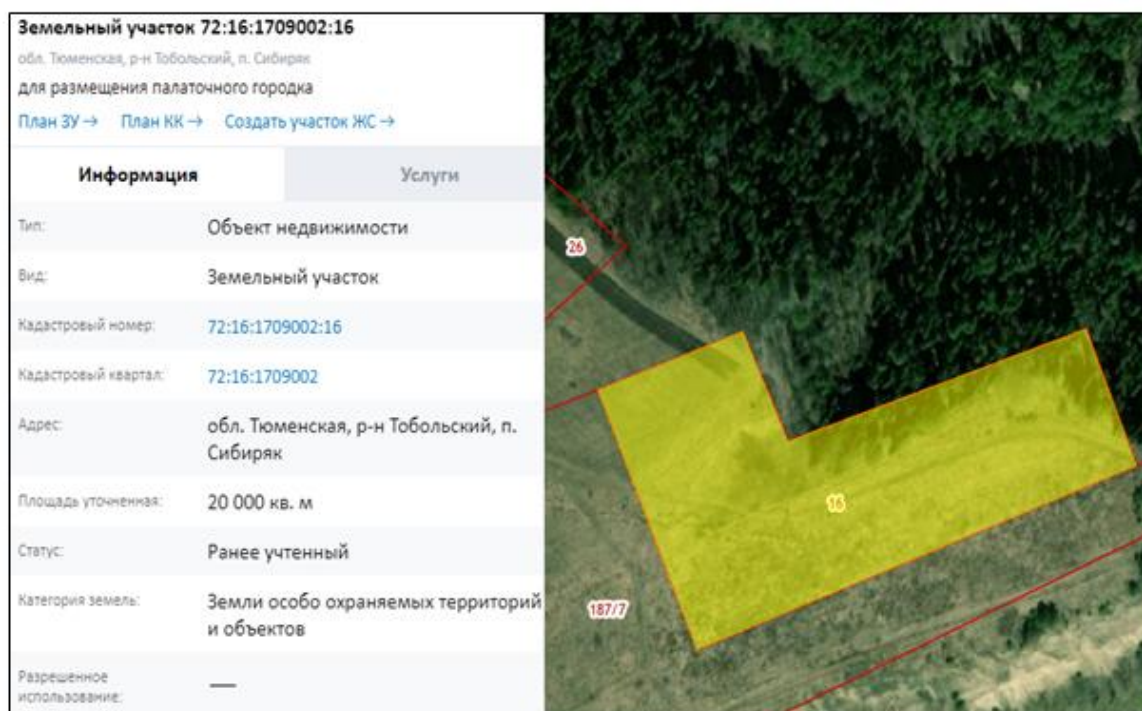 Земельный участок 72:16:1709002:16
обл. Тюменская, р-н Тобольский, п. Сибиряк
для размещения палаточного городка
План ЗУ → План КК → Создать участок ЖС →
Информация Услуги
Тип: Объект недвижимости
Вид: Земельный участок
Кадастровый номер: 72:16:1709002:16
Кадастровый квартал: 72:16:1709002
Адрес: обл. Тюменская, р-н Тобольский, п.
Сибиряк
Площадь уточненная: 20 000 кв. м
Статус: Ранее учтенный
Категория земель: Земли особо охраняемых территорий
и объектов
Разрешенное
использование: —
26
16
187/7